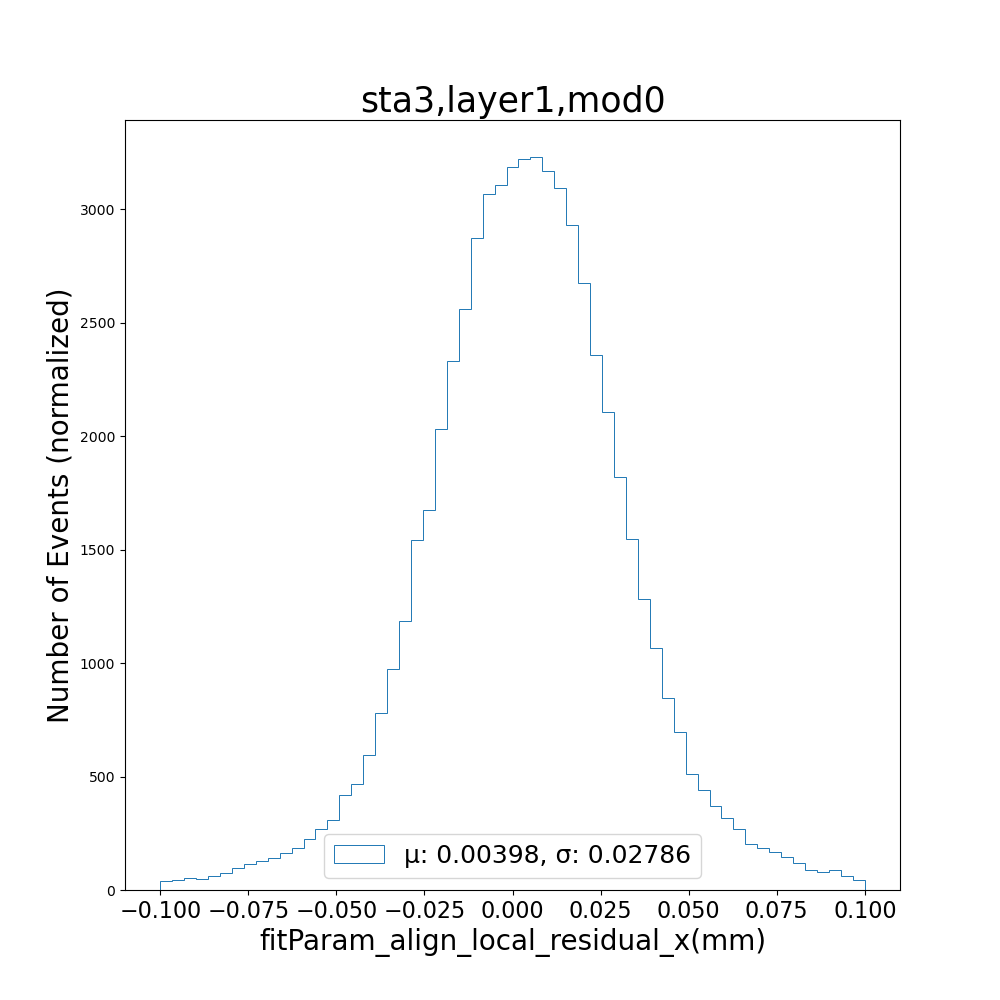 sta3,layer1,mod0
Number of Events (normalized)
3000
2500
2000
1500
1000
500
0
μ: 0.00398, σ: 0.02786
−0.100 −0.075 −0.050 −0.025 0.000 0.025 0.050 0.075 0.100
fitParam_align_local_residual_x(mm)